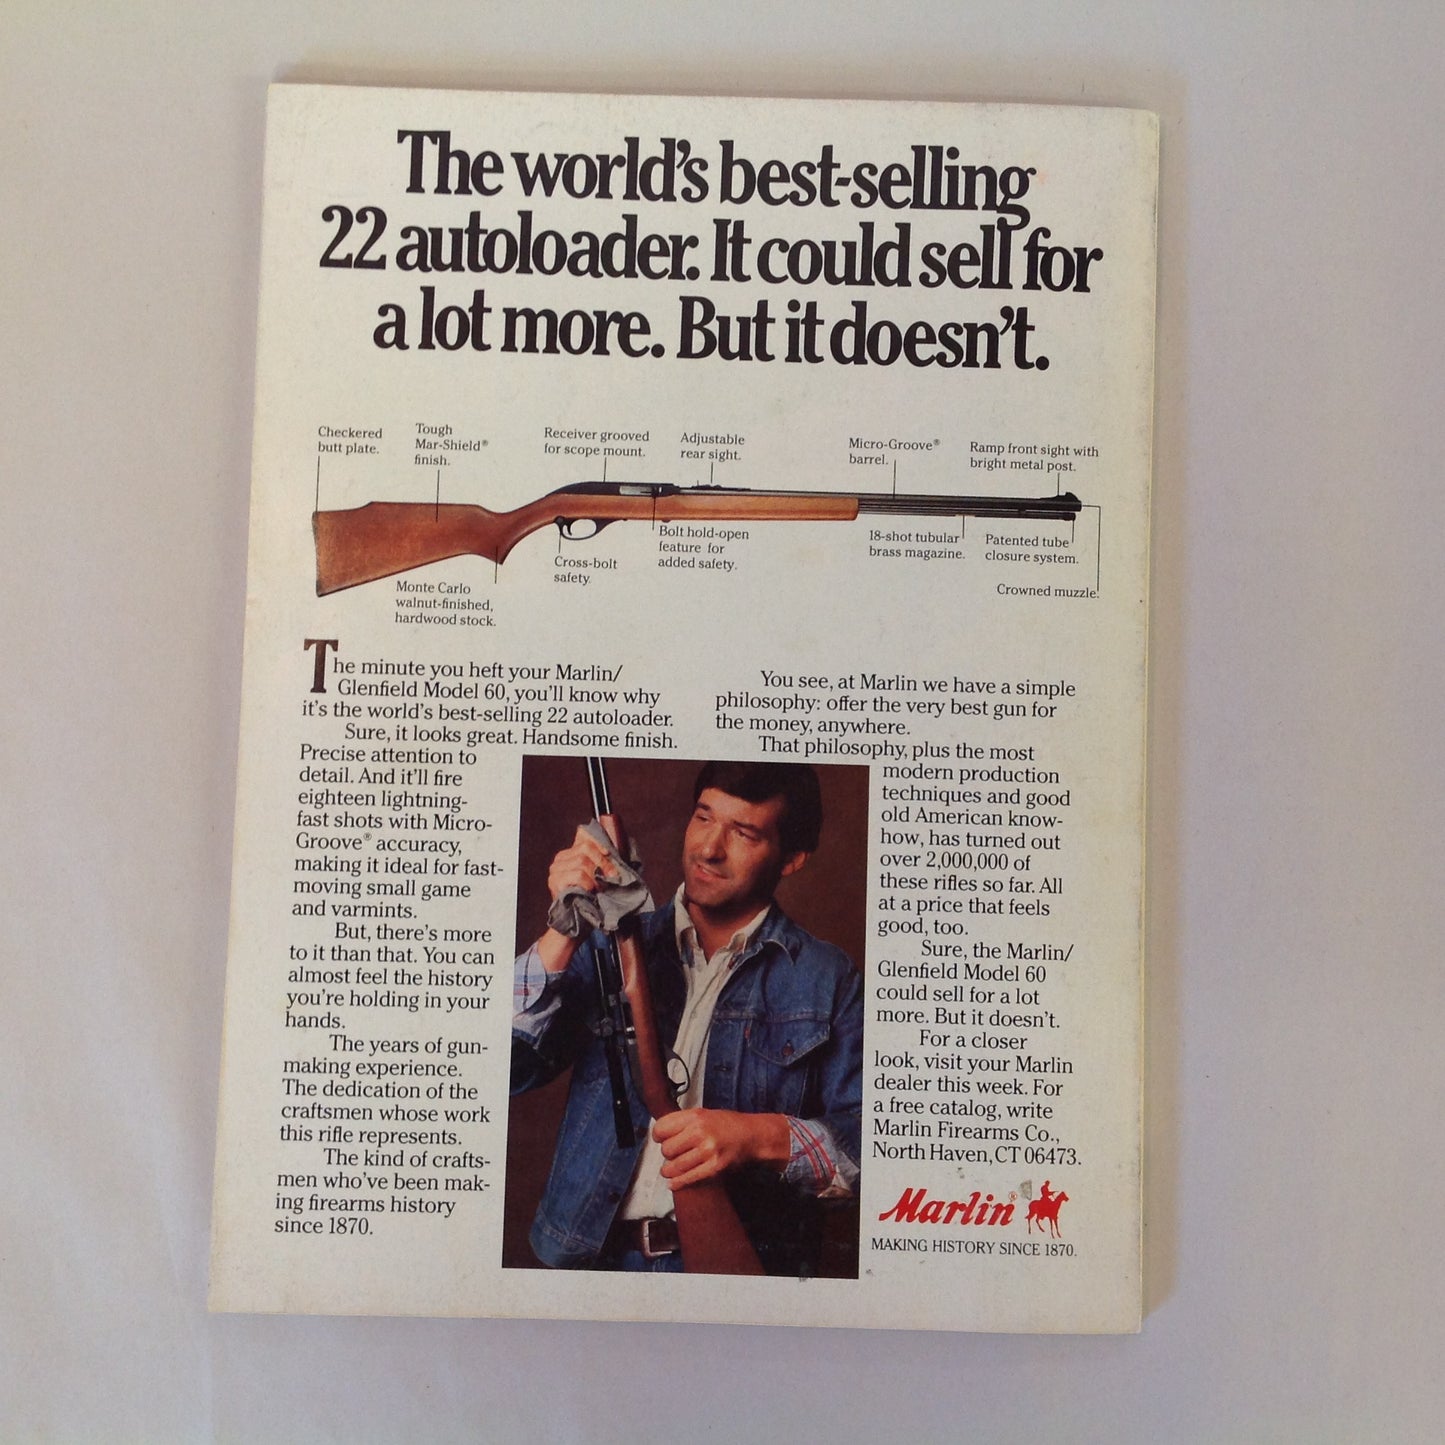 The world's best-selling
22 autoloader. It could sell for
a lot more. But it doesn't.
Checkered
butt plate.
Tough
Mar-Shield®
finish.
Receiver grooved
for scope mount.
Adjustable
rear sight.
Micro-Groove®
barrel.
Ramp front sight with
bright metal post.
Monte Carlo
walnut-finished,
hardwood stock.
Cross-bolt
safety.
Bolt hold-open
feature for
added safety.
18-shot tubular
brass magazine.
Patented tube
closure system.
Crowned muzzle.
The minute you heft your Marlin/
Glenfield Model 60, you'll know why
it's the world's best-selling 22 autoloader.
Sure, it looks great. Handsome finish.
Precise attention to
detail. And it'll fire
eighteen lightning-
fast shots with Micro-
Groove® accuracy,
making it ideal for fast-
moving small game
and varmints.
But, there's more
to it than that. You can
almost feel the history
you're holding in your
hands.
The years of gun-
making experience.
The dedication of the
craftsmen whose work
this rifle represents.
The kind of crafts-
men who've been mak-
ing firearms history
since 1870.
You see, at Marlin we have a simple
philosophy: offer the very best gun for
the money, anywhere.
That philosophy, plus the most
modern production
techniques and good
old American know-
how, has turned out
over 2,000,000 of
these rifles so far. All
at a price that feels
good, too.
Sure, the Marlin/
Glenfield Model 60
could sell for a lot
more. But it doesn't.
For a closer
look, visit your Marlin
dealer this week. For
a free catalog, write
Marlin Firearms Co.,
North Haven, CT 06473.
Marlin®
MAKING HISTORY SINCE 1870.